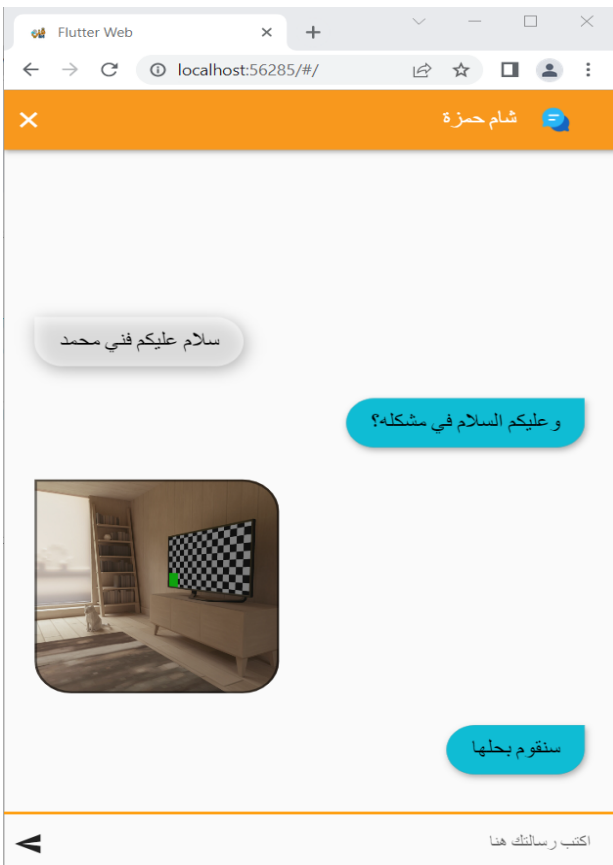 Flutter Web
localhost:56285/#/
شام حمزة
سلام عليكم فني محمد
وعليكم السلام في مشكله؟
سنقوم بحلها
اكتب رسالتك هنا